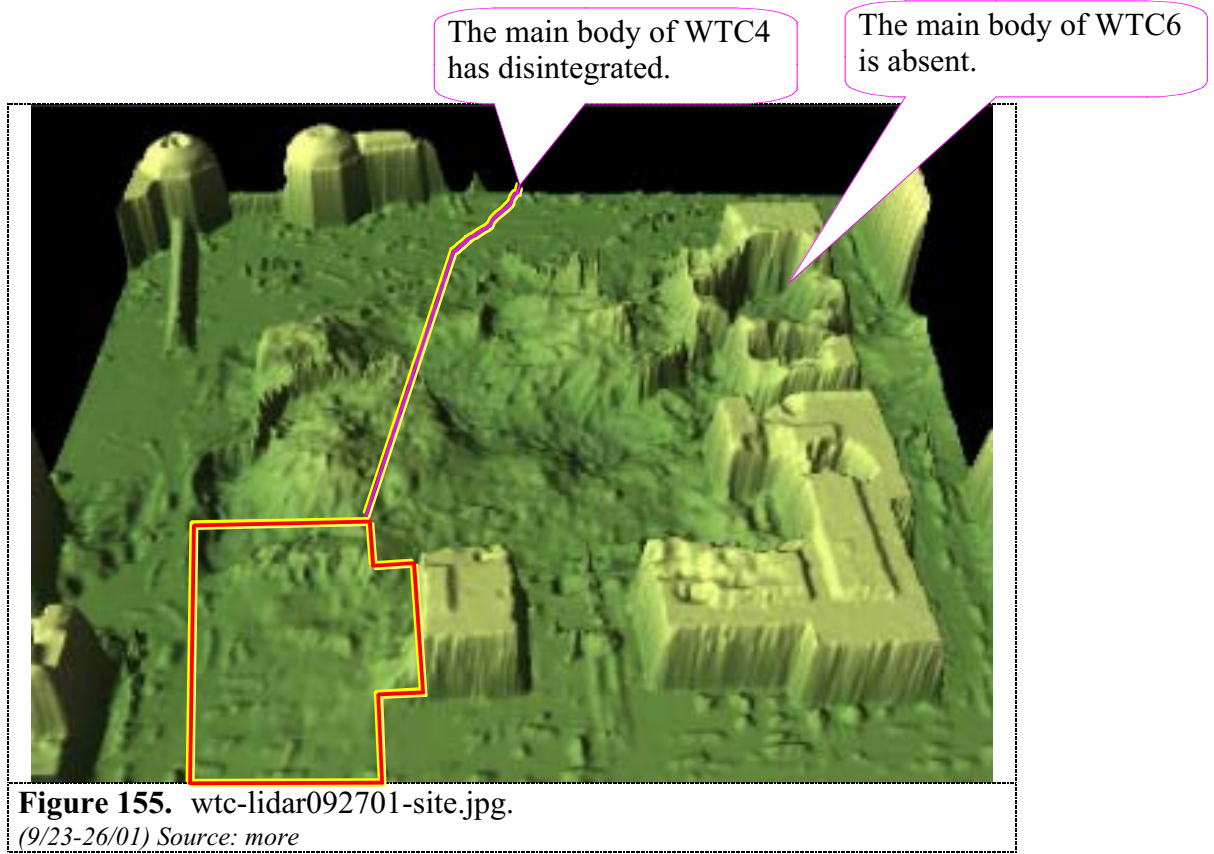 The main body of WTC4
has disintegrated.
The main body of WTC6
is absent.
Figure 155. wtc-lidar092701-site.jpg.
(9/23-26/01) Source: more